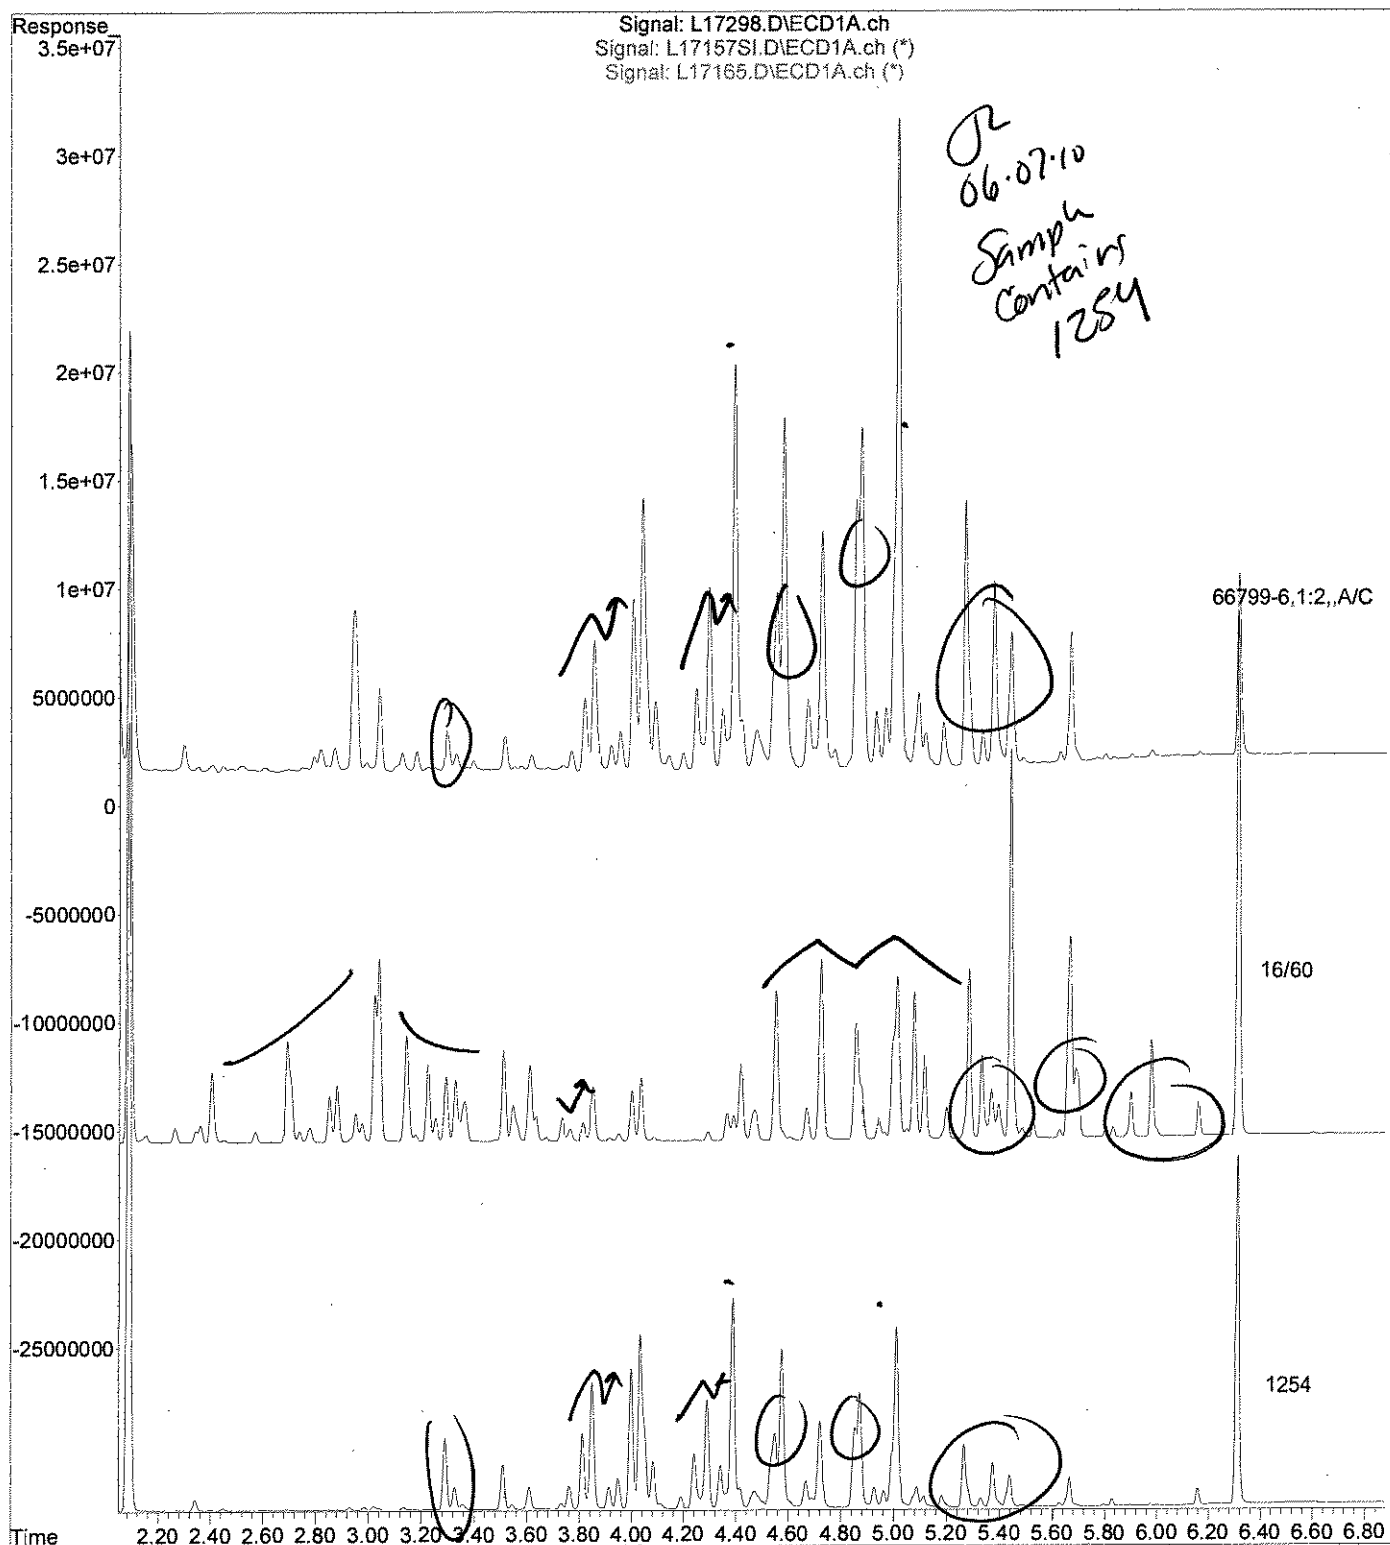 Response_
Signal: L17298.D\ECD1A.ch
Signal: L17157SI.D\ECD1A.ch (*)
Signal: L17165.D\ECD1A.ch (*)
3.5e+07
3e+07
2.5e+07
2e+07
1.5e+07
1e+07
5000000
0
-5000000
-10000000
-15000000
-20000000
-25000000
06.07.10
Sample
Contains
1254
66799-6,1:2,,A/C
16/60
1254
Time
2.20 2.40 2.60 2.80 3.00 3.20 3.40 3.60 3.80 4.00 4.20 4.40 4.60 4.80 5.00 5.20 5.40 5.60 5.80 6.00 6.20 6.40 6.60 6.80